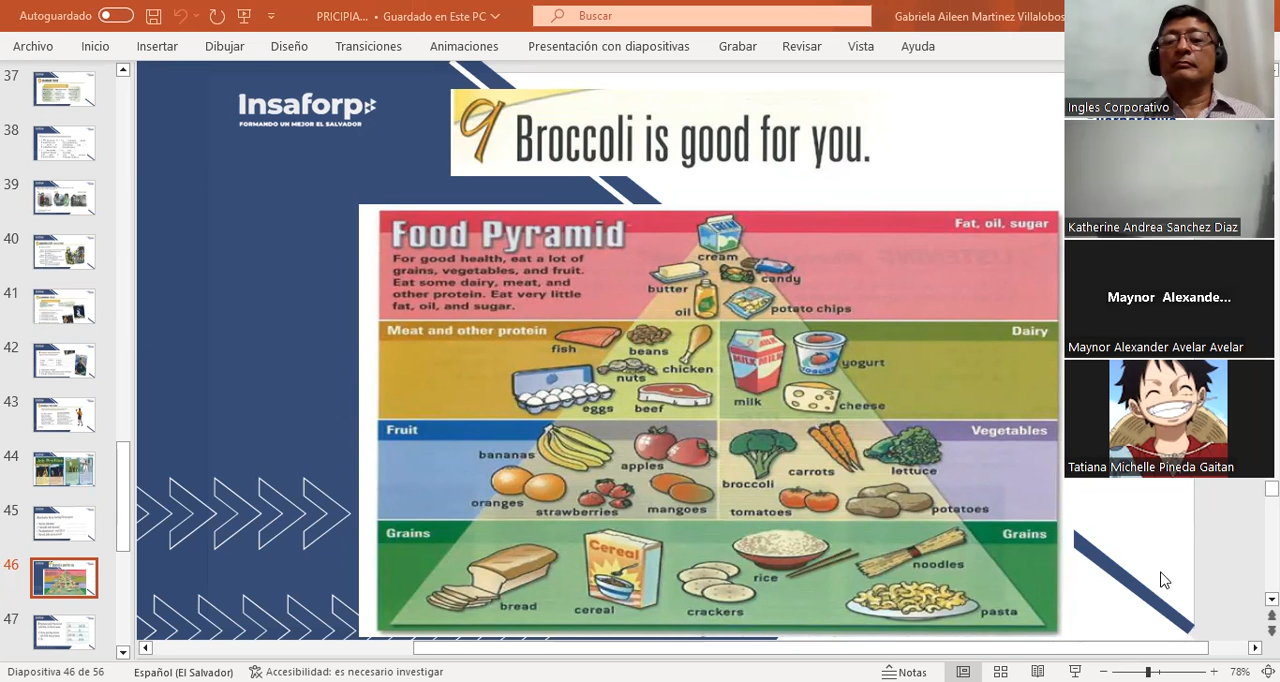 Autoguardado
PRICIPIA... • Guardado en Este PC
Buscar
Gabriela Aileen Martinez Villalobos
Archivo Inicio Insertar Dibujar Diseño Transiciones Animaciones Presentación con diapositivas Grabar Revisar Vista Ayuda
37
38
39
40
41
42
43
44
45
46
47
Insaforp
FORMANDO UN MEJOR EL SALVADOR
9 Broccoli is good for you.
Food Pyramid
For good health, eat a lot of
grains, vegetables, and fruit.
Eat some dairy, meat, and
other protein. Eat very little
fat, oil, and sugar.
Fat, oil, sugar
cream
butter
candy
oil
potato chips
Meat and other protein
Dairy
fish
beans
chicken
nuts
eggs
beef
MILK MILK
YOGURT
yogurt
milk
cheese
Fruit
Vegetables
bananas
apples
oranges
strawberries
mangoes
broccoli
carrots
lettuce
tomatoes
potatoes
Grains
Grains
Cereal
bread
cereal
crackers
rice
noodles
pasta
Ingles Corporativo
Katherine Andrea Sanchez Diaz
Maynor Alexande...
Maynor Alexander Avelar Avelar
Tatiana Michelle Pineda Gaitan
Diapositiva 46 de 56
Español (El Salvador)
Accesibilidad: es necesario investigar
Notas
78%